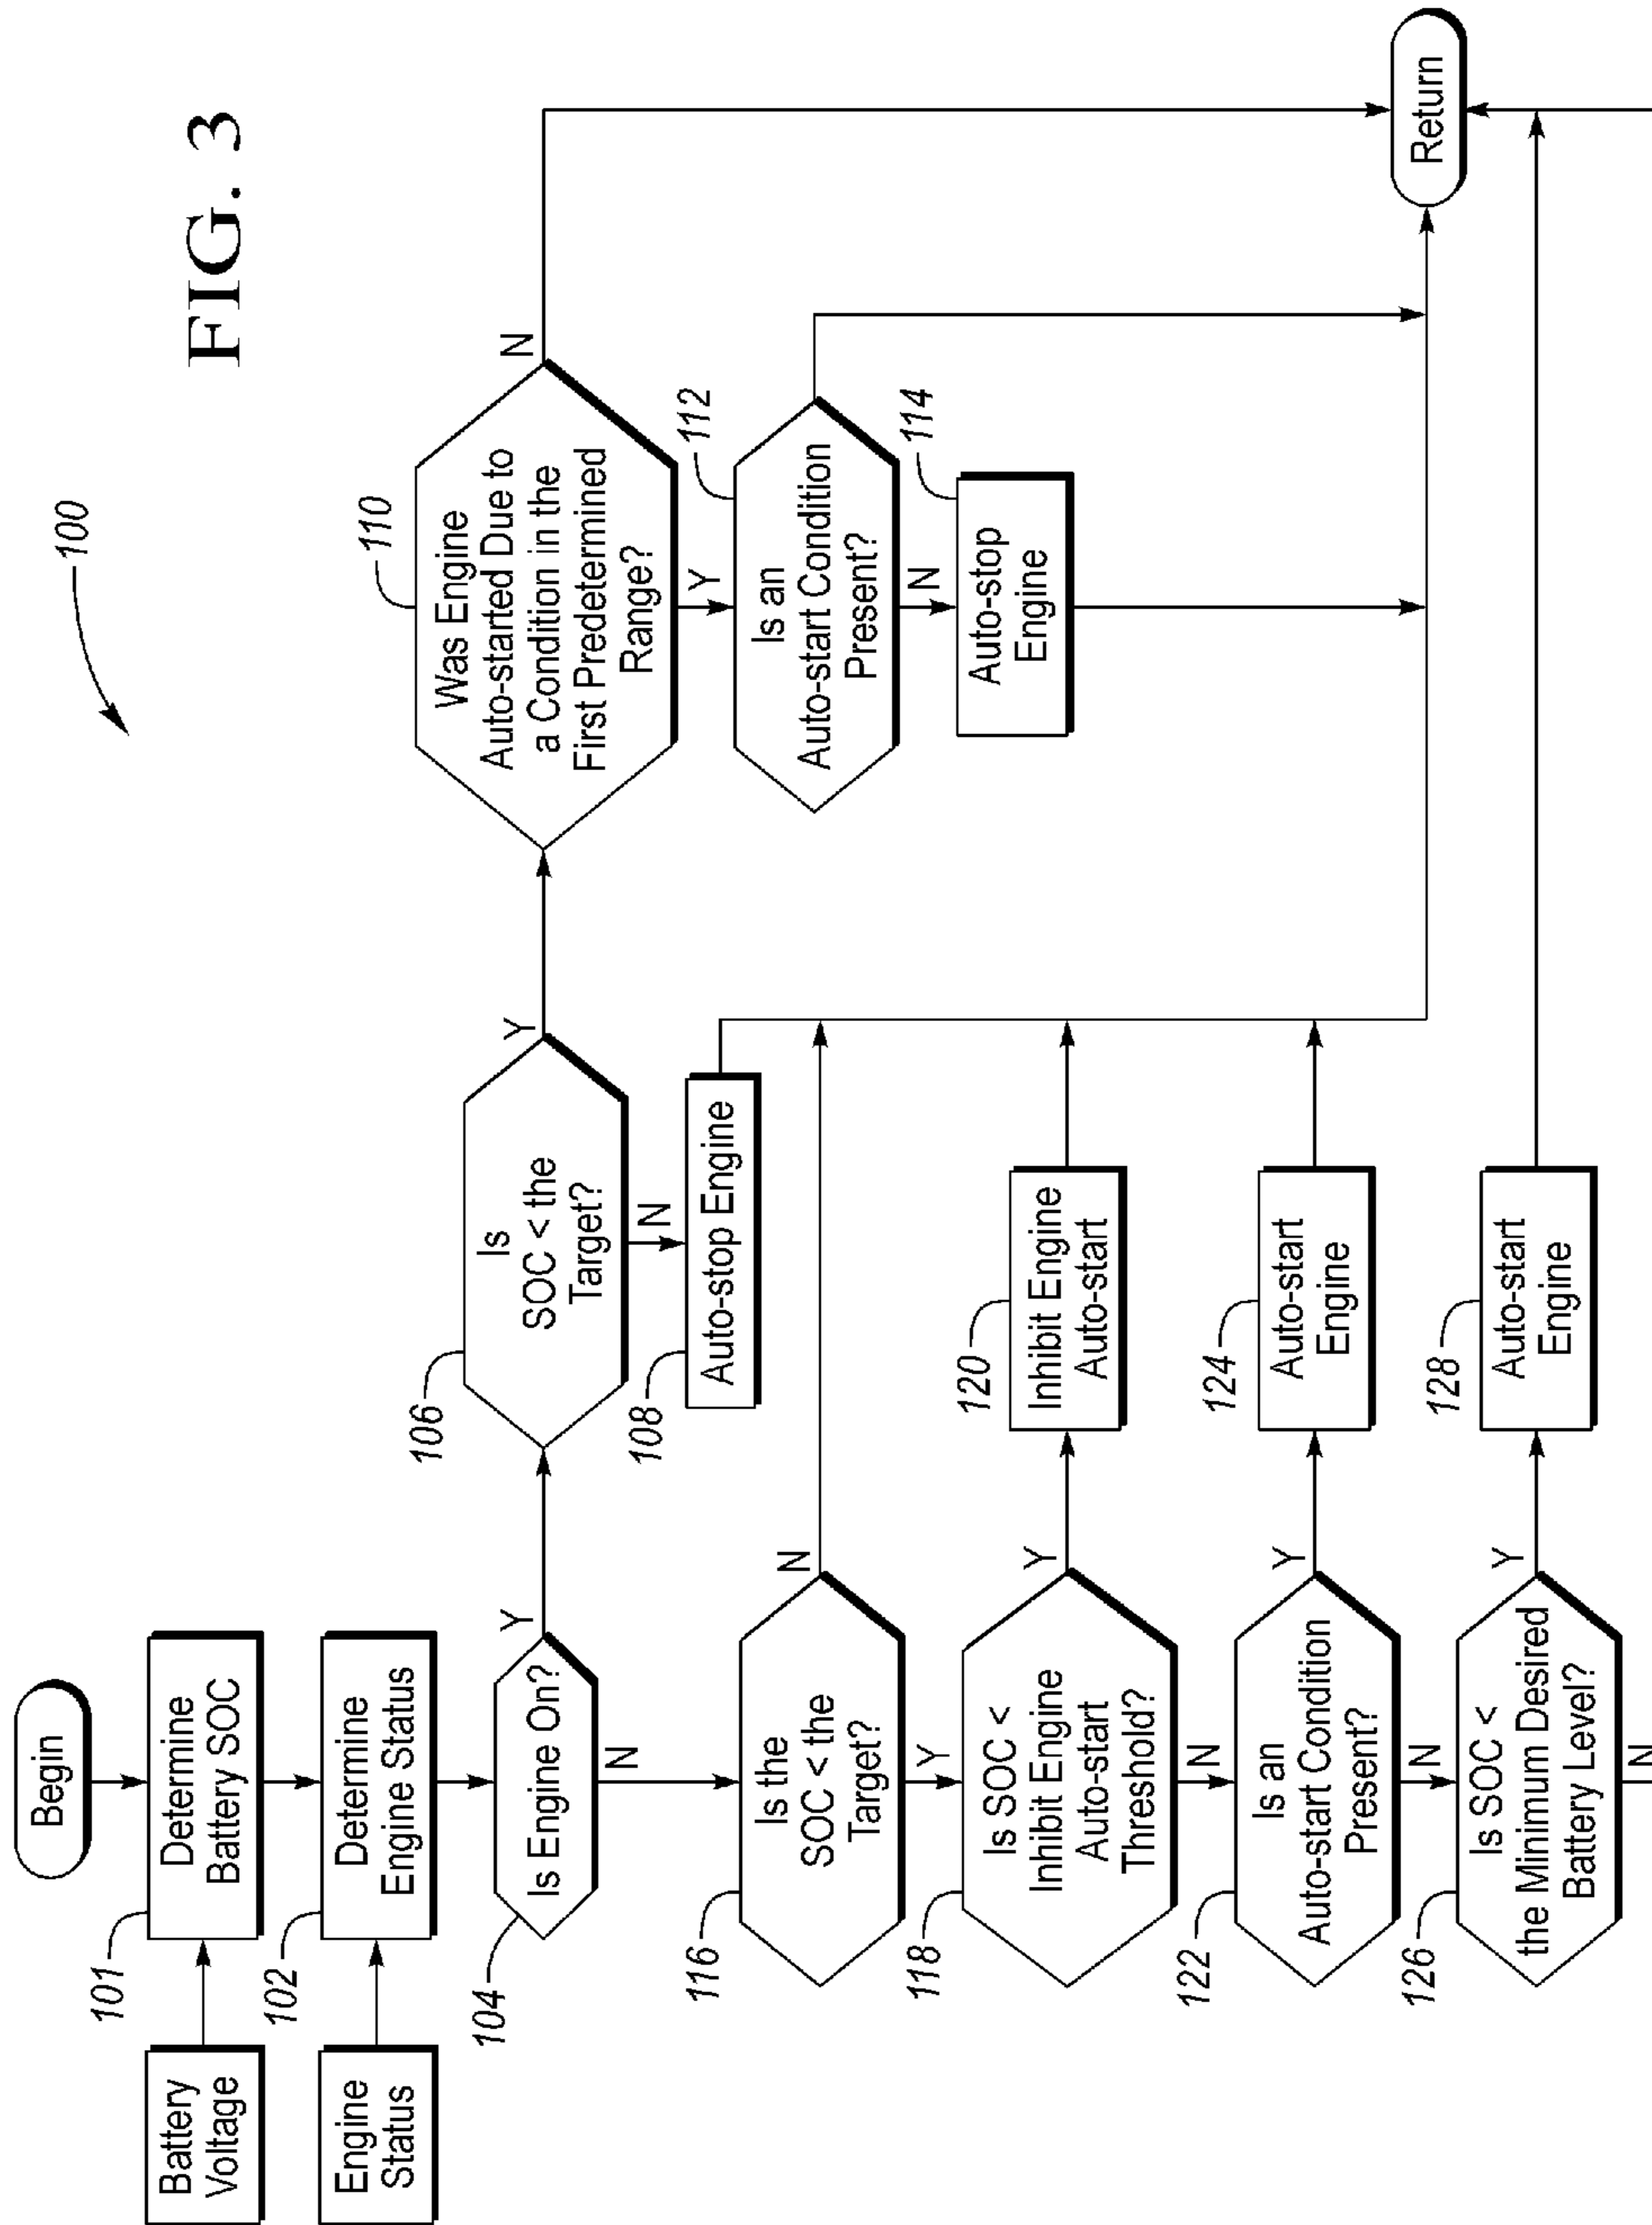 FIG. 3
100
Begin
Battery
Voltage
101
Determine
Battery SOC
Engine
Status
102
Determine
Engine Status
104
Is Engine On?
Y
N
106
Is
SOC < the
Target?
Y
N
108
Auto-stop Engine
110
Was Engine
Auto-started Due to
a Condition in the
First Predetermined
Range?
N
Y
112
Is an
Auto-start Condition
Present?
N
114
Auto-stop
Engine
116
Is the
SOC < the
Target?
N
Y
118
Is SOC <
Inhibit Engine
Auto-start
Threshold?
Y
N
120
Inhibit Engine
Auto-start
122
Is an
Auto-start Condition
Present?
Y
N
124
Auto-start
Engine
126
Is SOC <
the Minimum Desired
Battery Level?
Y
N
128
Auto-start
Engine
Return